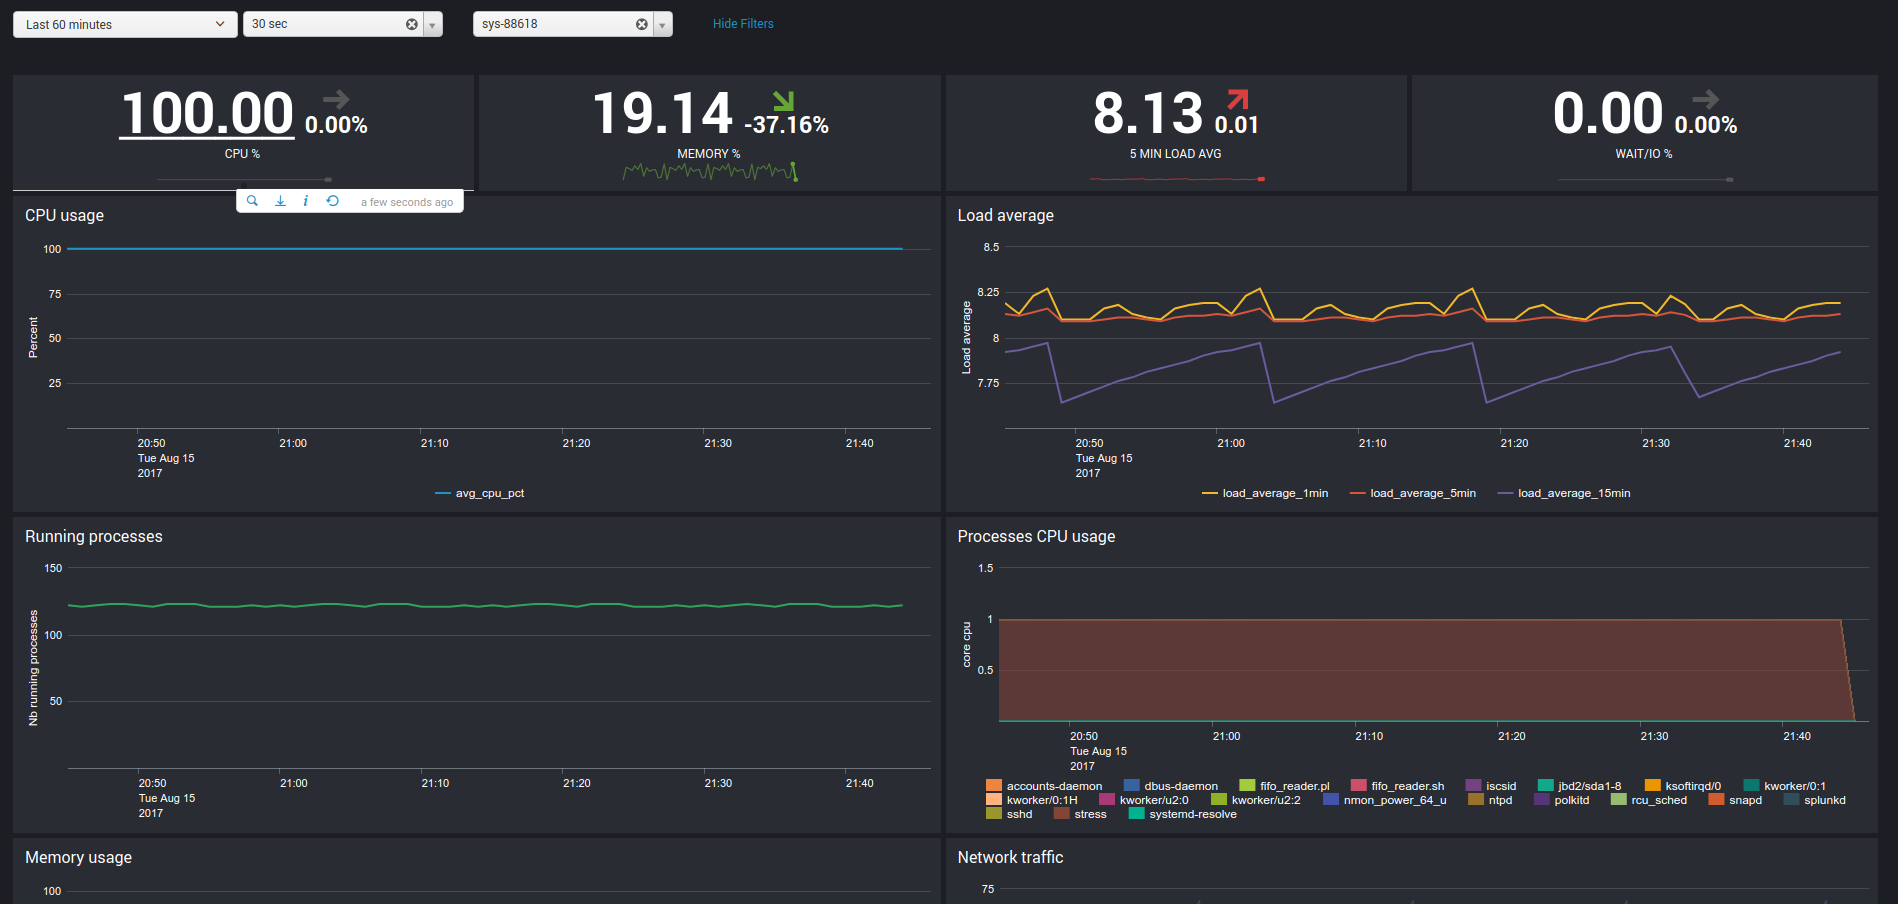 Last 60 minutes 30 sec sys-88618 Hide Filters
100.00 0.00%
CPU %
19.14 -37.16%
MEMORY %
8.13 0.01
5 MIN LOAD AVG
0.00 0.00%
WAIT/IO %
i a few seconds ago
CPU usage
Percent
100
75
50
25
20:50 21:00 21:10 21:20 21:30 21:40
Tue Aug 15
2017
avg_cpu_pct
Load average
Load average
8.5
8.25
8
7.75
20:50 21:00 21:10 21:20 21:30 21:40
Tue Aug 15
2017
load_average_1min load_average_5min load_average_15min
Running processes
Nb running processes
150
100
50
20:50 21:00 21:10 21:20 21:30 21:40
Tue Aug 15
2017
Processes CPU usage
core cpu
1.5
1
0.5
20:50 21:00 21:10 21:20 21:30 21:40
Tue Aug 15
2017
accounts-daemon dbus-daemon fifo_reader.pl fifo_reader.sh iscsid jbd2/sda1-8 ksoftirqd/0 kworker/0:1
kworker/0:1H kworker/u2:0 kworker/u2:2 nmon_power_64_u ntpd polkitd rcu_sched snapd splunkd
sshd stress systemd-resolve
Memory usage
100
Network traffic
75